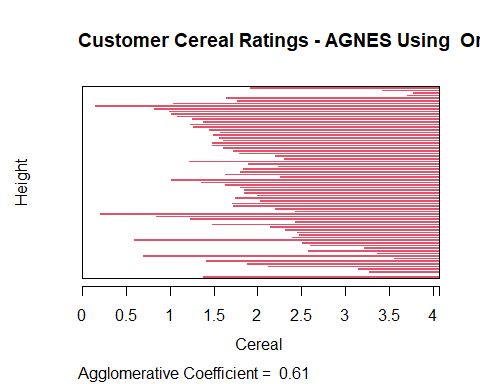 Customer Cereal Ratings - AGNES Using Or
Height
0 0.5 1 1.5 2 2.5 3 3.5 4
Cereal
Agglomerative Coefficient = 0.61